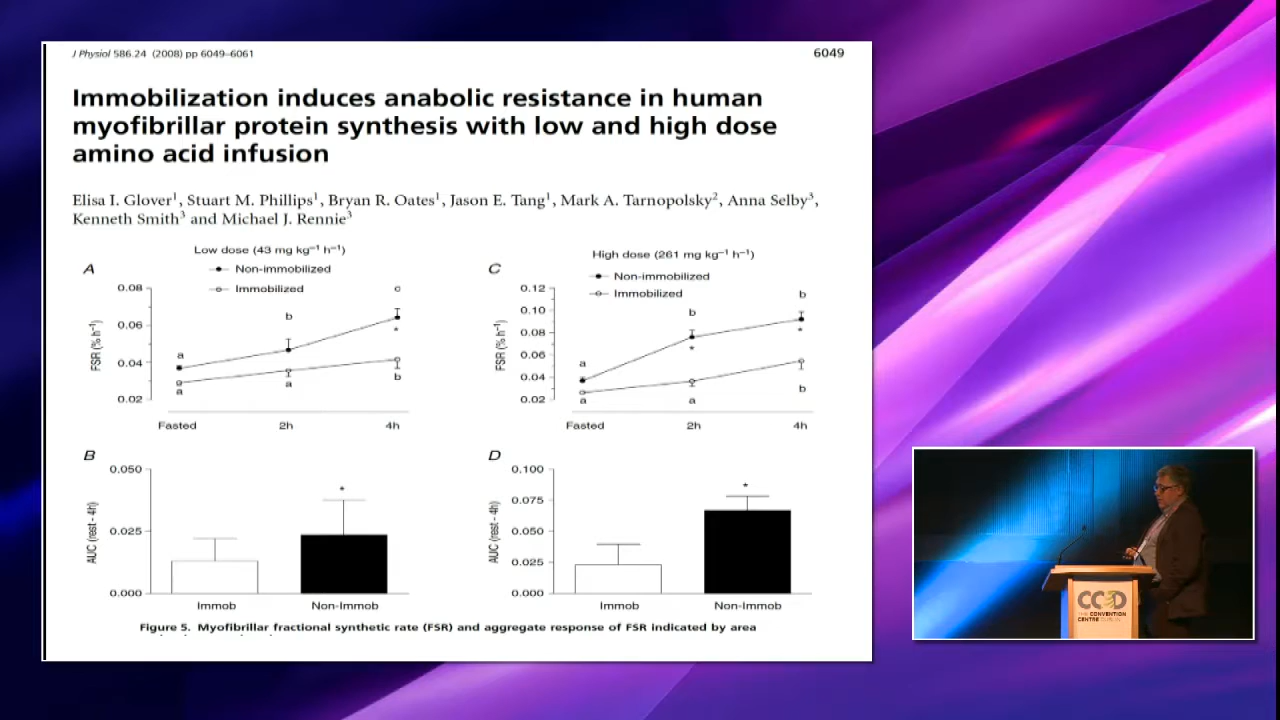 J Physiol 586.24 (2008) pp 6049–6061
6049
Immobilization induces anabolic resistance in human
myofibrillar protein synthesis with low and high dose
amino acid infusion
Elisa I. Glover1, Stuart M. Phillips1, Bryan R. Oates1, Jason E. Tang1, Mark A. Tarnopolsky2, Anna Selby3,
Kenneth Smith3 and Michael J. Rennie3
A
Low dose (43 mg kg−1 h−1)
Non-immobilized
Immobilized
0.08
0.06
0.04
0.02
FSR (% h−1)
a
b
c
*
a
a
b
Fasted
2h
4h
C
High dose (261 mg kg−1 h−1)
Non-immobilized
Immobilized
0.12
0.10
0.08
0.06
0.04
0.02
FSR (% h−1)
a
b
b
*
*
a
a
b
Fasted
2h
4h
B
0.050
0.025
0.000
AUC (rest - 4h)
*
Immob
Non-Immob
D
0.100
0.075
0.050
0.025
0.000
AUC (rest - 4h)
*
Immob
Non-Immob
Figure 5. Myofibrillar fractional synthetic rate (FSR) and aggregate response of FSR indicated by area
CCD
THE CONVENTION
CENTRE DUBLIN